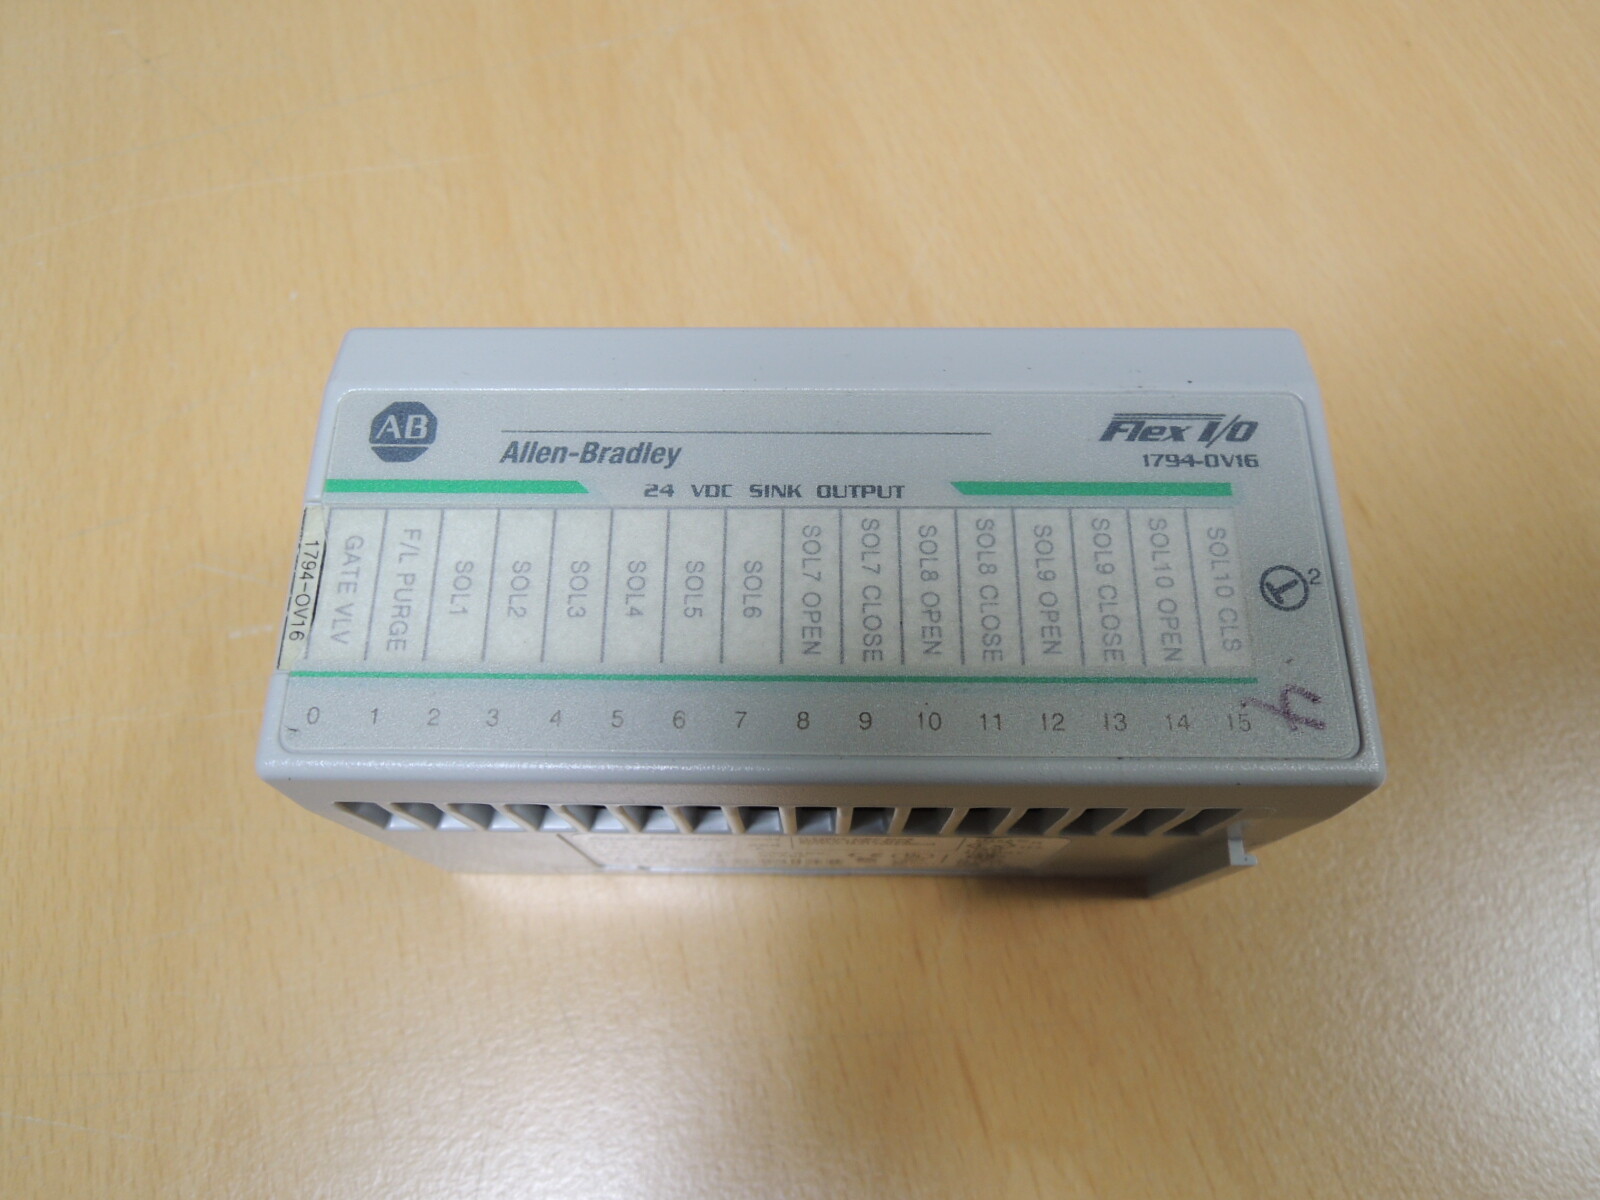 AB
Allen-Bradley
Flex I/O
1794-OV16
24 VDC SINK OUTPUT
1794-OV16
GATE VLV
F/L PURGE
SOL1
SOL2
SOL3
SOL4
SOL5
SOL6
SOL7 OPEN
SOL7 CLOSE
SOL8 OPEN
SOL8 CLOSE
SOL9 OPEN
SOL9 CLOSE
SOL10 OPEN
SOL10 CLS
2
0 1 2 3 4 5 6 7 8 9 10 11 12 13 14 15